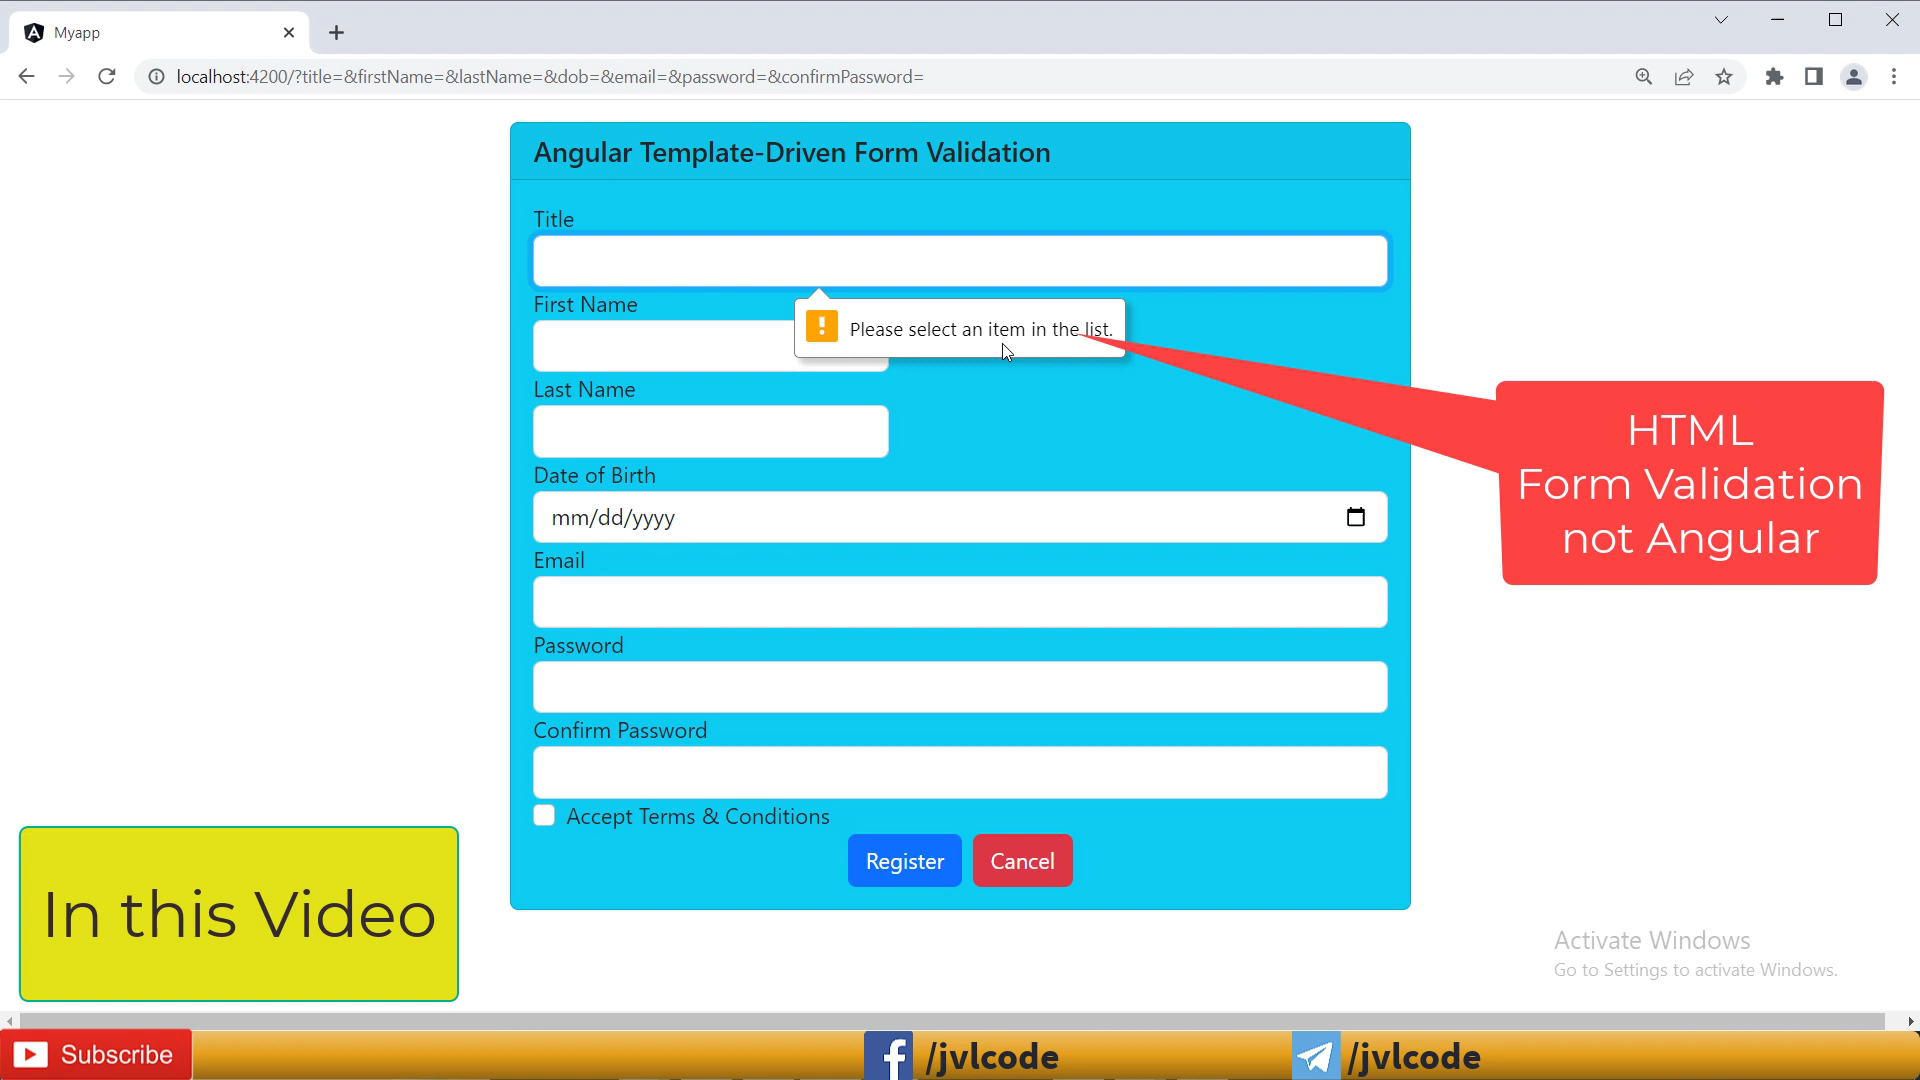 Myapp
localhost:4200/?title=&firstName=&lastName=&dob=&email=&password=&confirmPassword=
Angular Template-Driven Form Validation
Title
First Name
Please select an item in the list.
Last Name
HTML
Form Validation
not Angular
Date of Birth
mm/dd/yyyy
Email
Password
Confirm Password
Accept Terms & Conditions
Register
Cancel
In this Video
Activate Windows
Go to Settings to activate Windows.
Subscribe
/jvlcode
/jvlcode